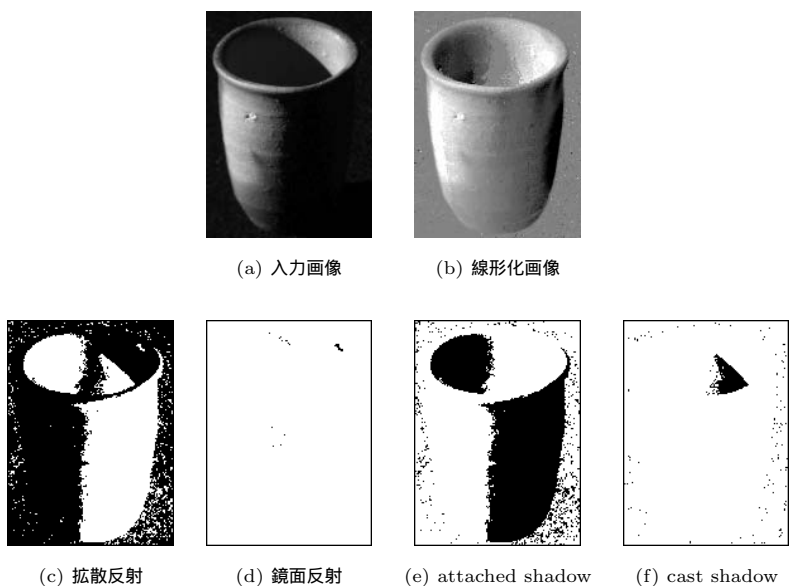 (a) 入力画像
(b) 線形化画像
(c) 拡散反射
(d) 鏡面反射
(e) attached shadow
(f) cast shadow